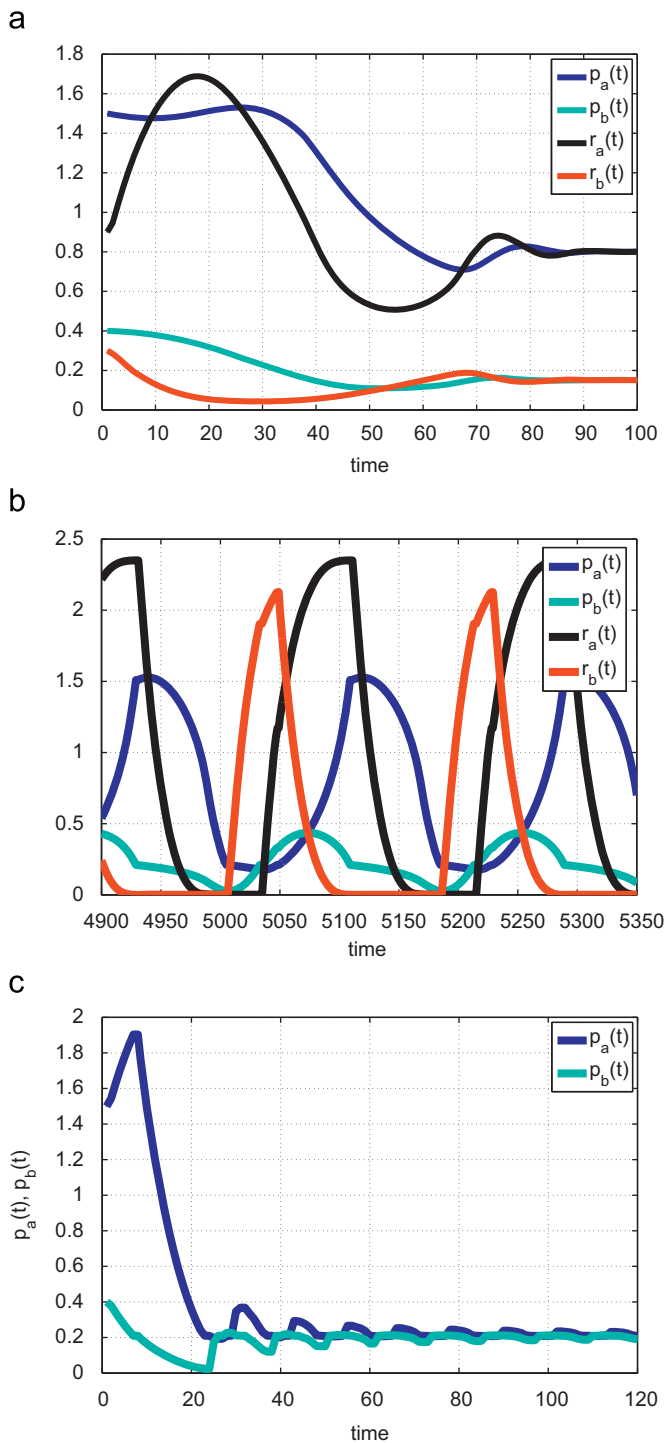 a
1.8
1.6
1.4
1.2
1
0.8
0.6
0.4
0.2
0
p_a(t)
p_b(t)
r_a(t)
r_b(t)
0 10 20 30 40 50 60 70 80 90 100
time
b
2.5
2
1.5
1
0.5
0
p_a(t)
p_b(t)
r_a(t)
r_b(t)
4900 4950 5000 5050 5100 5150 5200 5250 5300 5350
time
c
2
1.8
1.6
1.4
1.2
1
0.8
0.6
0.4
0.2
0
p_a(t), p_b(t)
p_a(t)
p_b(t)
0 20 40 60 80 100 120
time